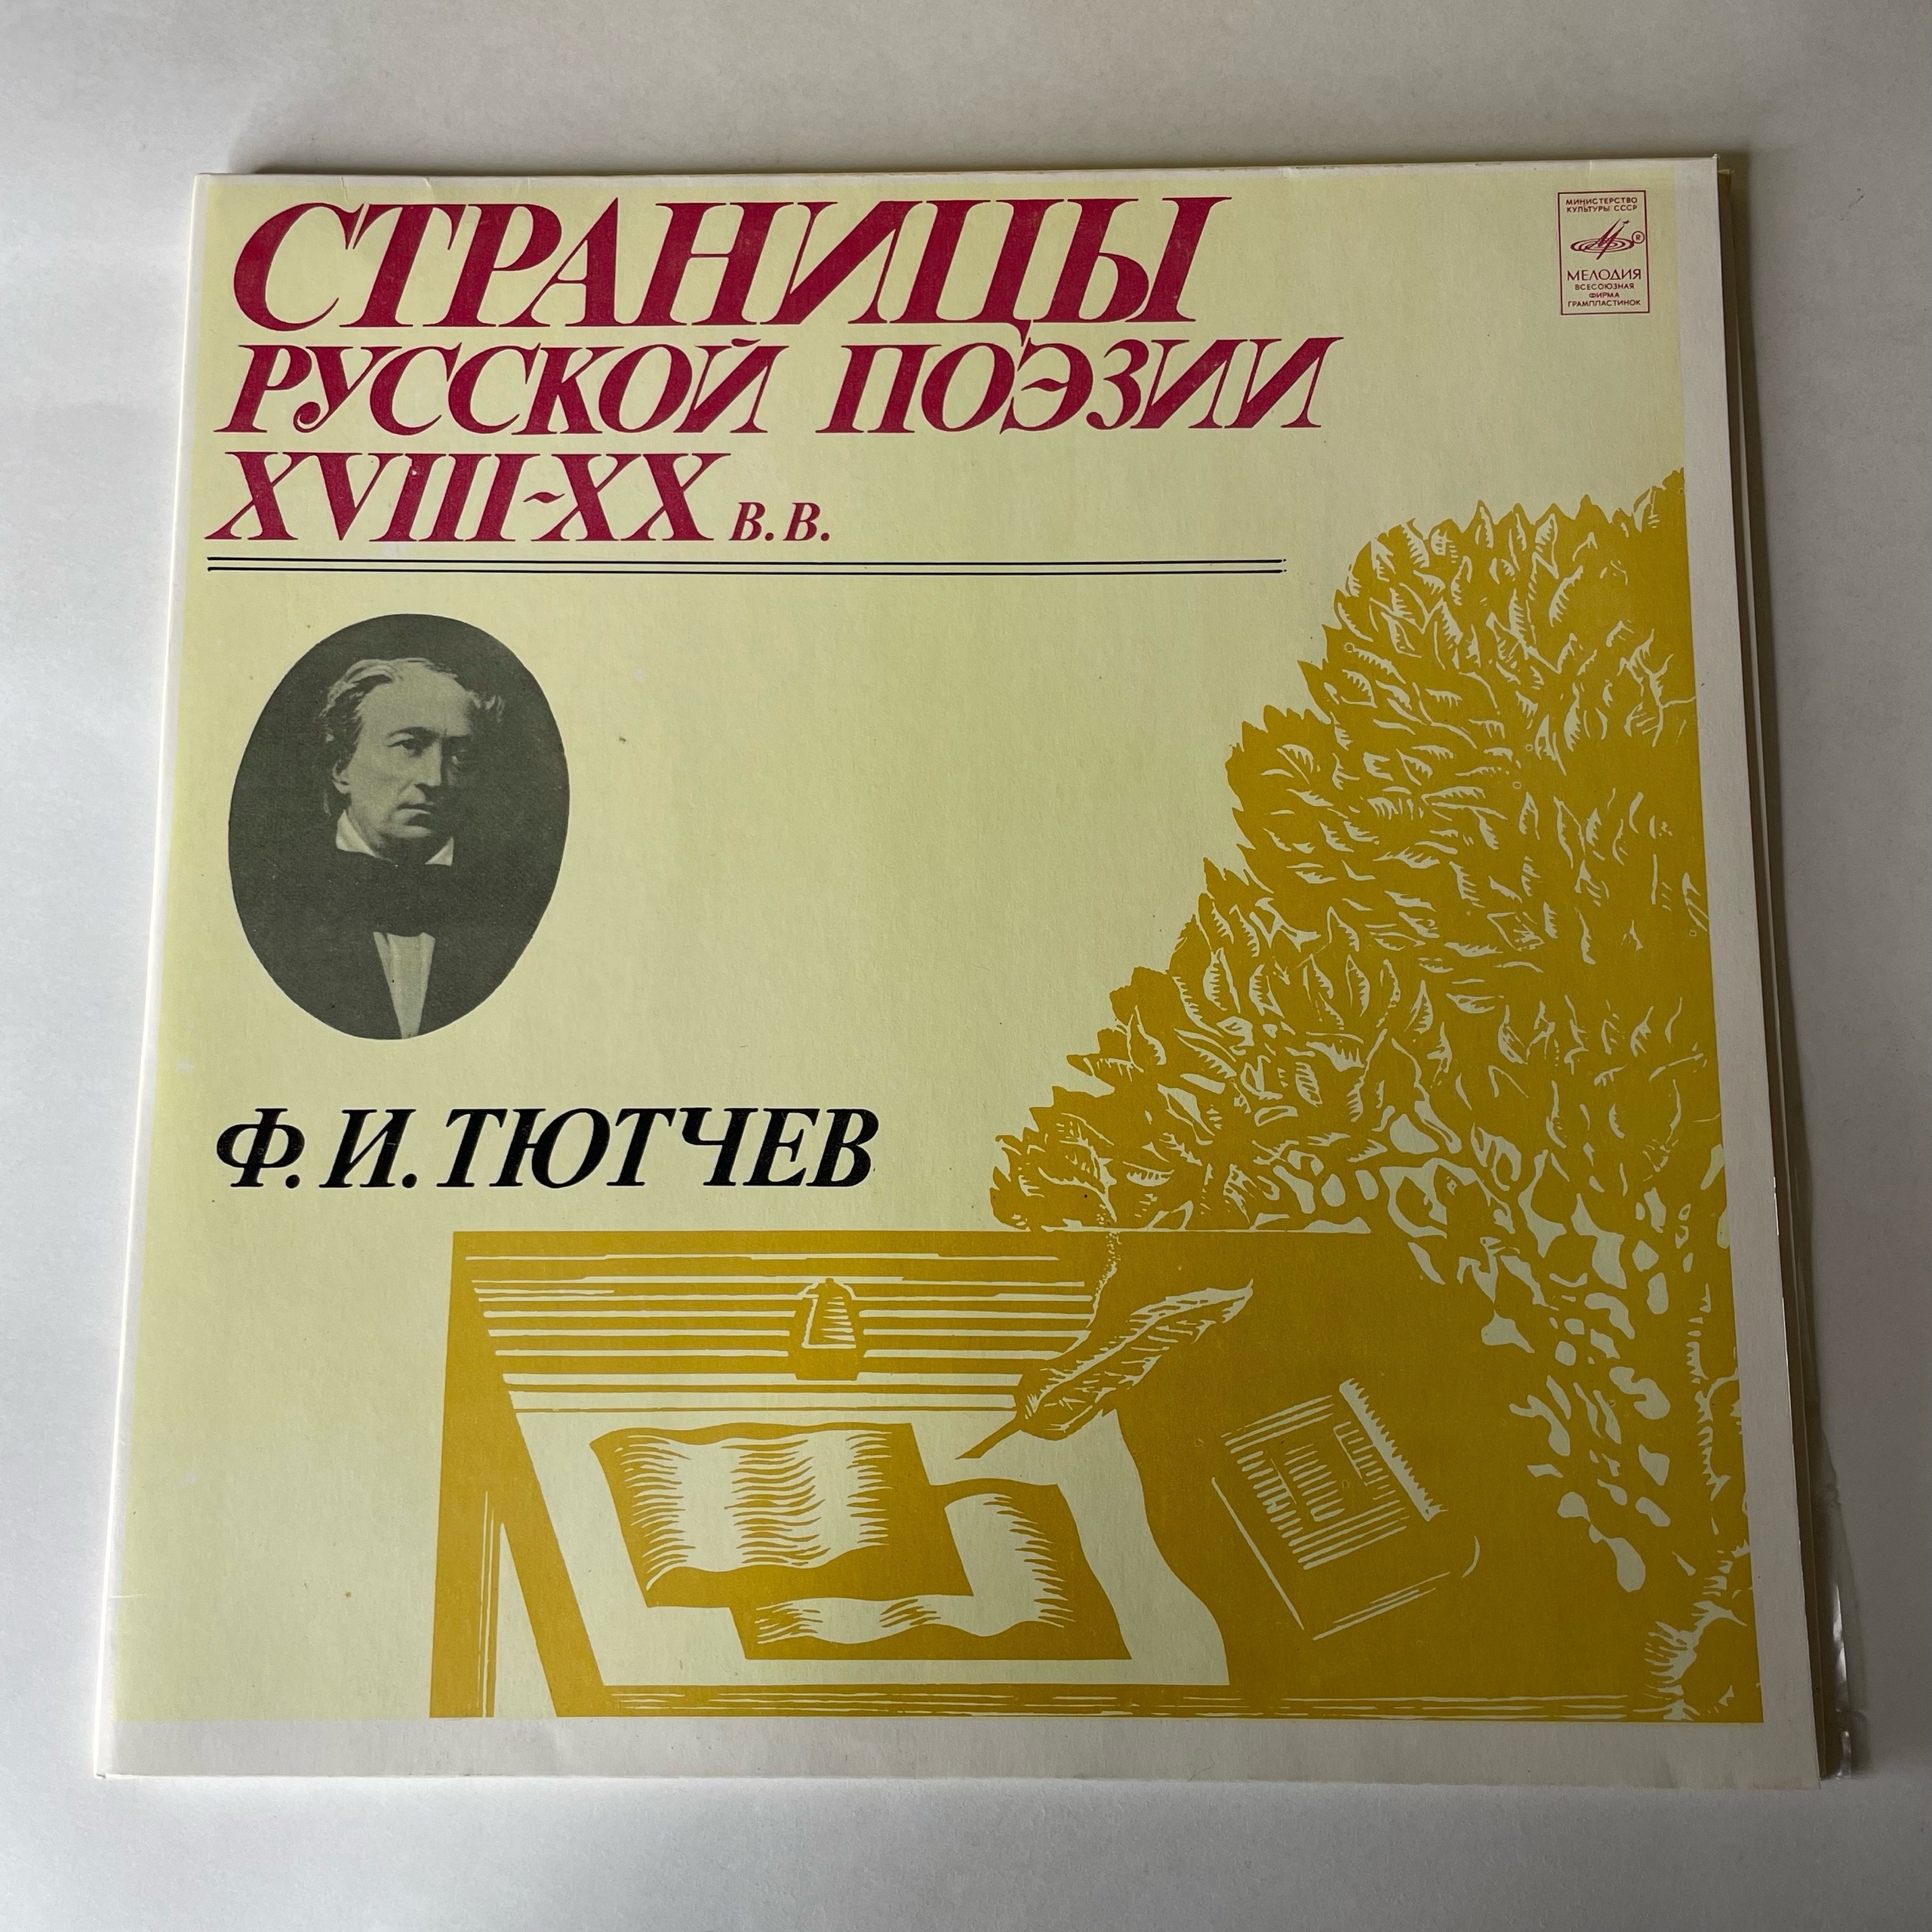 СТРАНИЦЫ
РУССКОЙ ПОЭЗИИ
XVIII-XX В. В.
МИНИСТЕРСТВО
КУЛЬТУРЫ СССР
®
МЕЛОДИЯ
ВСЕСОЮЗНАЯ
ФИРМА
ГРАМПЛАСТИНОК
Ф. И. ТЮТЧЕВ